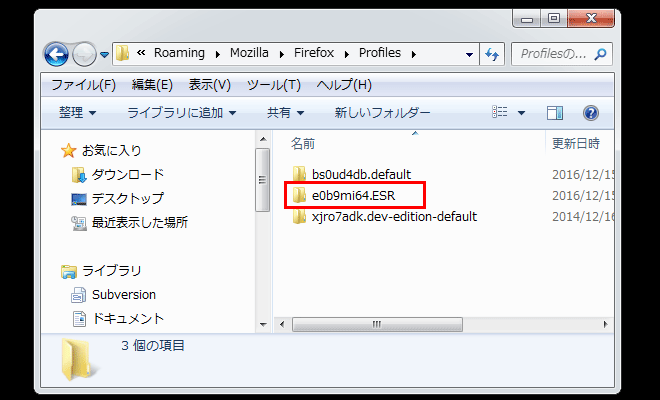 « Roaming ▸ Mozilla ▸ Firefox ▸ Profiles ▸
Profilesの...
ファイル(F) 編集(E) 表示(V) ツール(T) ヘルプ(H)
整理 ライブラリに追加 共有 新しいフォルダー
名前 更新日時
お気に入り
ダウンロード
デスクトップ
最近表示した場所
ライブラリ
Subversion
ドキュメント
bs0ud4db.default 2016/12/15
e0b9mi64.ESR 2016/12/15
xjro7adk.dev-edition-default 2014/12/16
3 個の項目